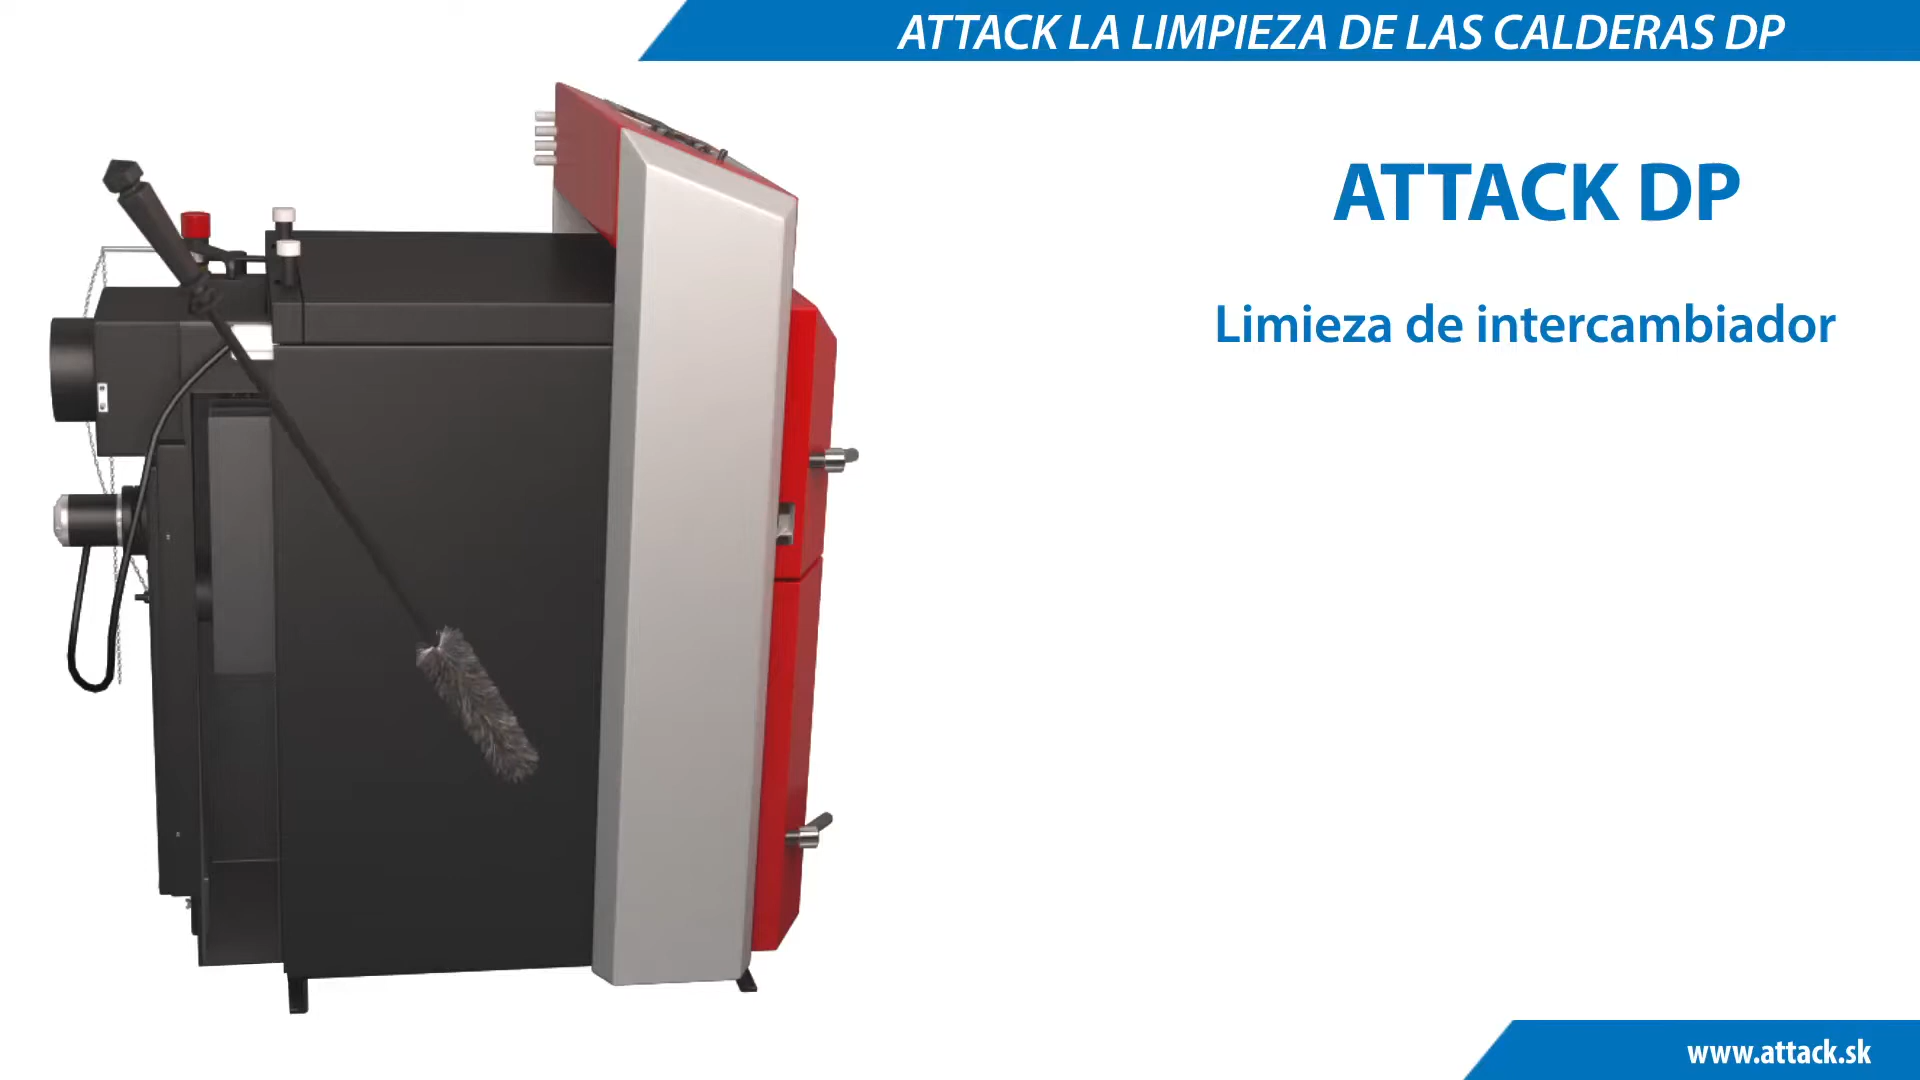 ATTACK LA LIMPIEZA DE LAS CALDERAS DP
ATTACK DP
Limieza de intercambiador
www.attack.sk